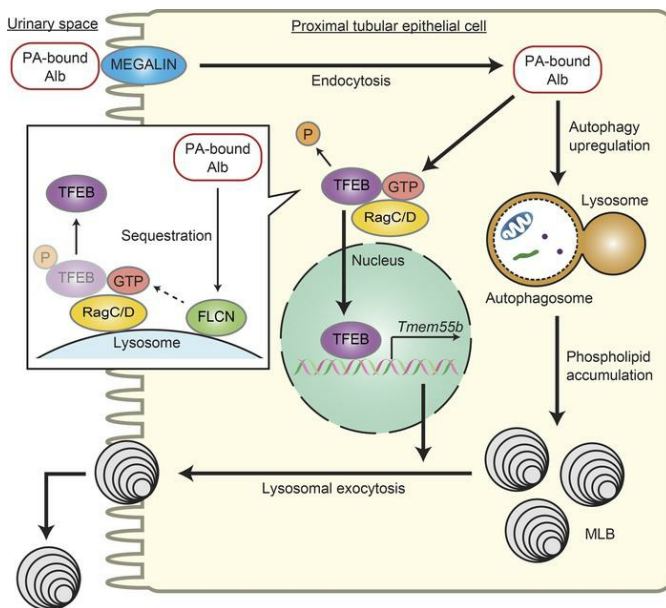 Urinary space
Proximal tubular epithelial cell
PA-bound
Alb
MEGALIN
Endocytosis
PA-bound
Alb
Autophagy
upregulation
P
TFEB
GTP
RagC/D
PA-bound
Alb
TFEB
Sequestration
P
TFEB
GTP
RagC/D
FLCN
Lysosome
Lysosome
Autophagosome
Nucleus
TFEB
Tmem55b
Phospholipid
accumulation
Lysosomal exocytosis
MLB